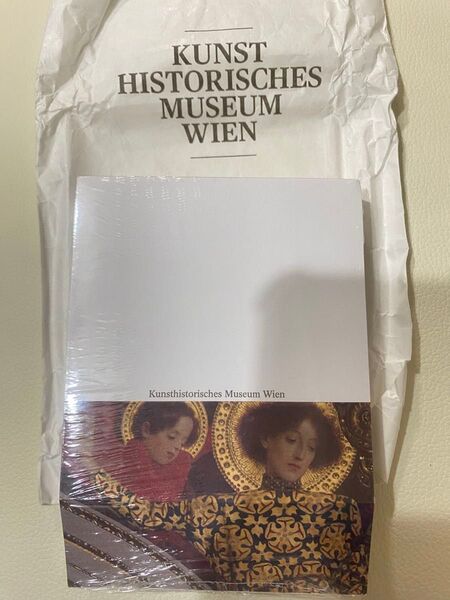 KUNST
HISTORISCHES
MUSEUM
WIEN
Kunsthistorisches Museum Wien